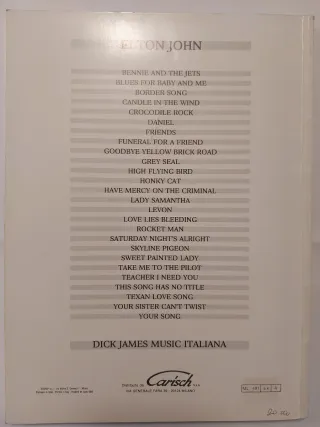 ELTON JOHN
BENNIE AND THE JETS
BLUES FOR BABY AND ME
BORDER SONG
CANDLE IN THE WIND
CROCODILE ROCK
DANIEL
FRIENDS
FUNERAL FOR A FRIEND
GOODBYE YELLOW BRICK ROAD
GREY SEAL
HIGH FLYING BIRD
HONKY CAT
HAVE MERCY ON THE CRIMINAL
LADY SAMANTHA
LEVON
LOVE LIES BLEEDING
ROCKET MAN
SATURDAY NIGHT'S ALRIGHT
SKYLINE PIGEON
SWEET PAINTED LADY
TAKE ME TO THE PILOT
TEACHER I NEED YOU
THIS SONG HAS NO TITLE
TEXAN LOVE SONG
YOUR SISTER CAN'T TWIST
YOUR SONG
DICK JAMES MUSIC ITALIANA
Carisch